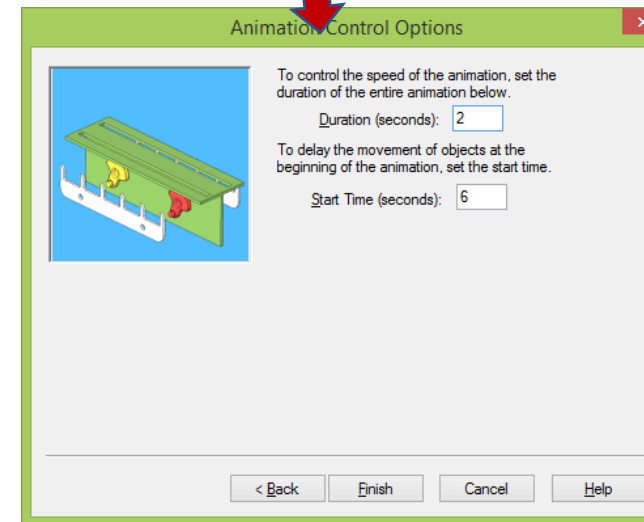 Animation Control Options
x
To control the speed of the animation, set the
duration of the entire animation below.
Duration (seconds): 2
To delay the movement of objects at the
beginning of the animation, set the start time.
Start Time (seconds): 6
< Back Finish Cancel Help